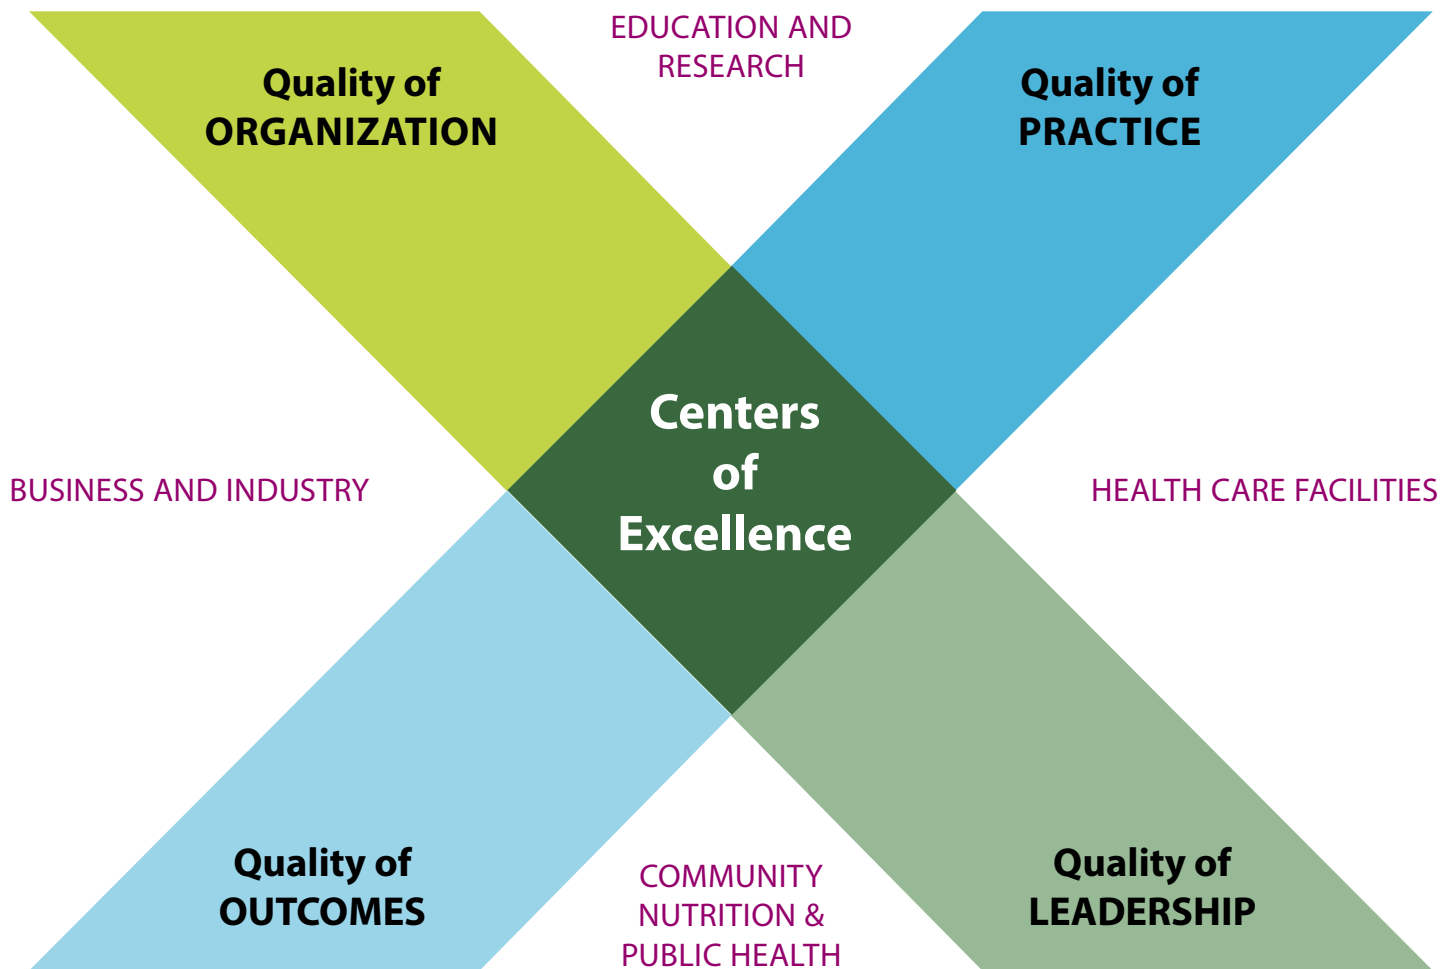 EDUCATION AND
RESEARCH
Quality of
ORGANIZATION
Quality of
PRACTICE
Centers
of
Excellence
BUSINESS AND INDUSTRY
HEALTH CARE FACILITIES
Quality of
OUTCOMES
COMMUNITY
NUTRITION &
PUBLIC HEALTH
Quality of
LEADERSHIP